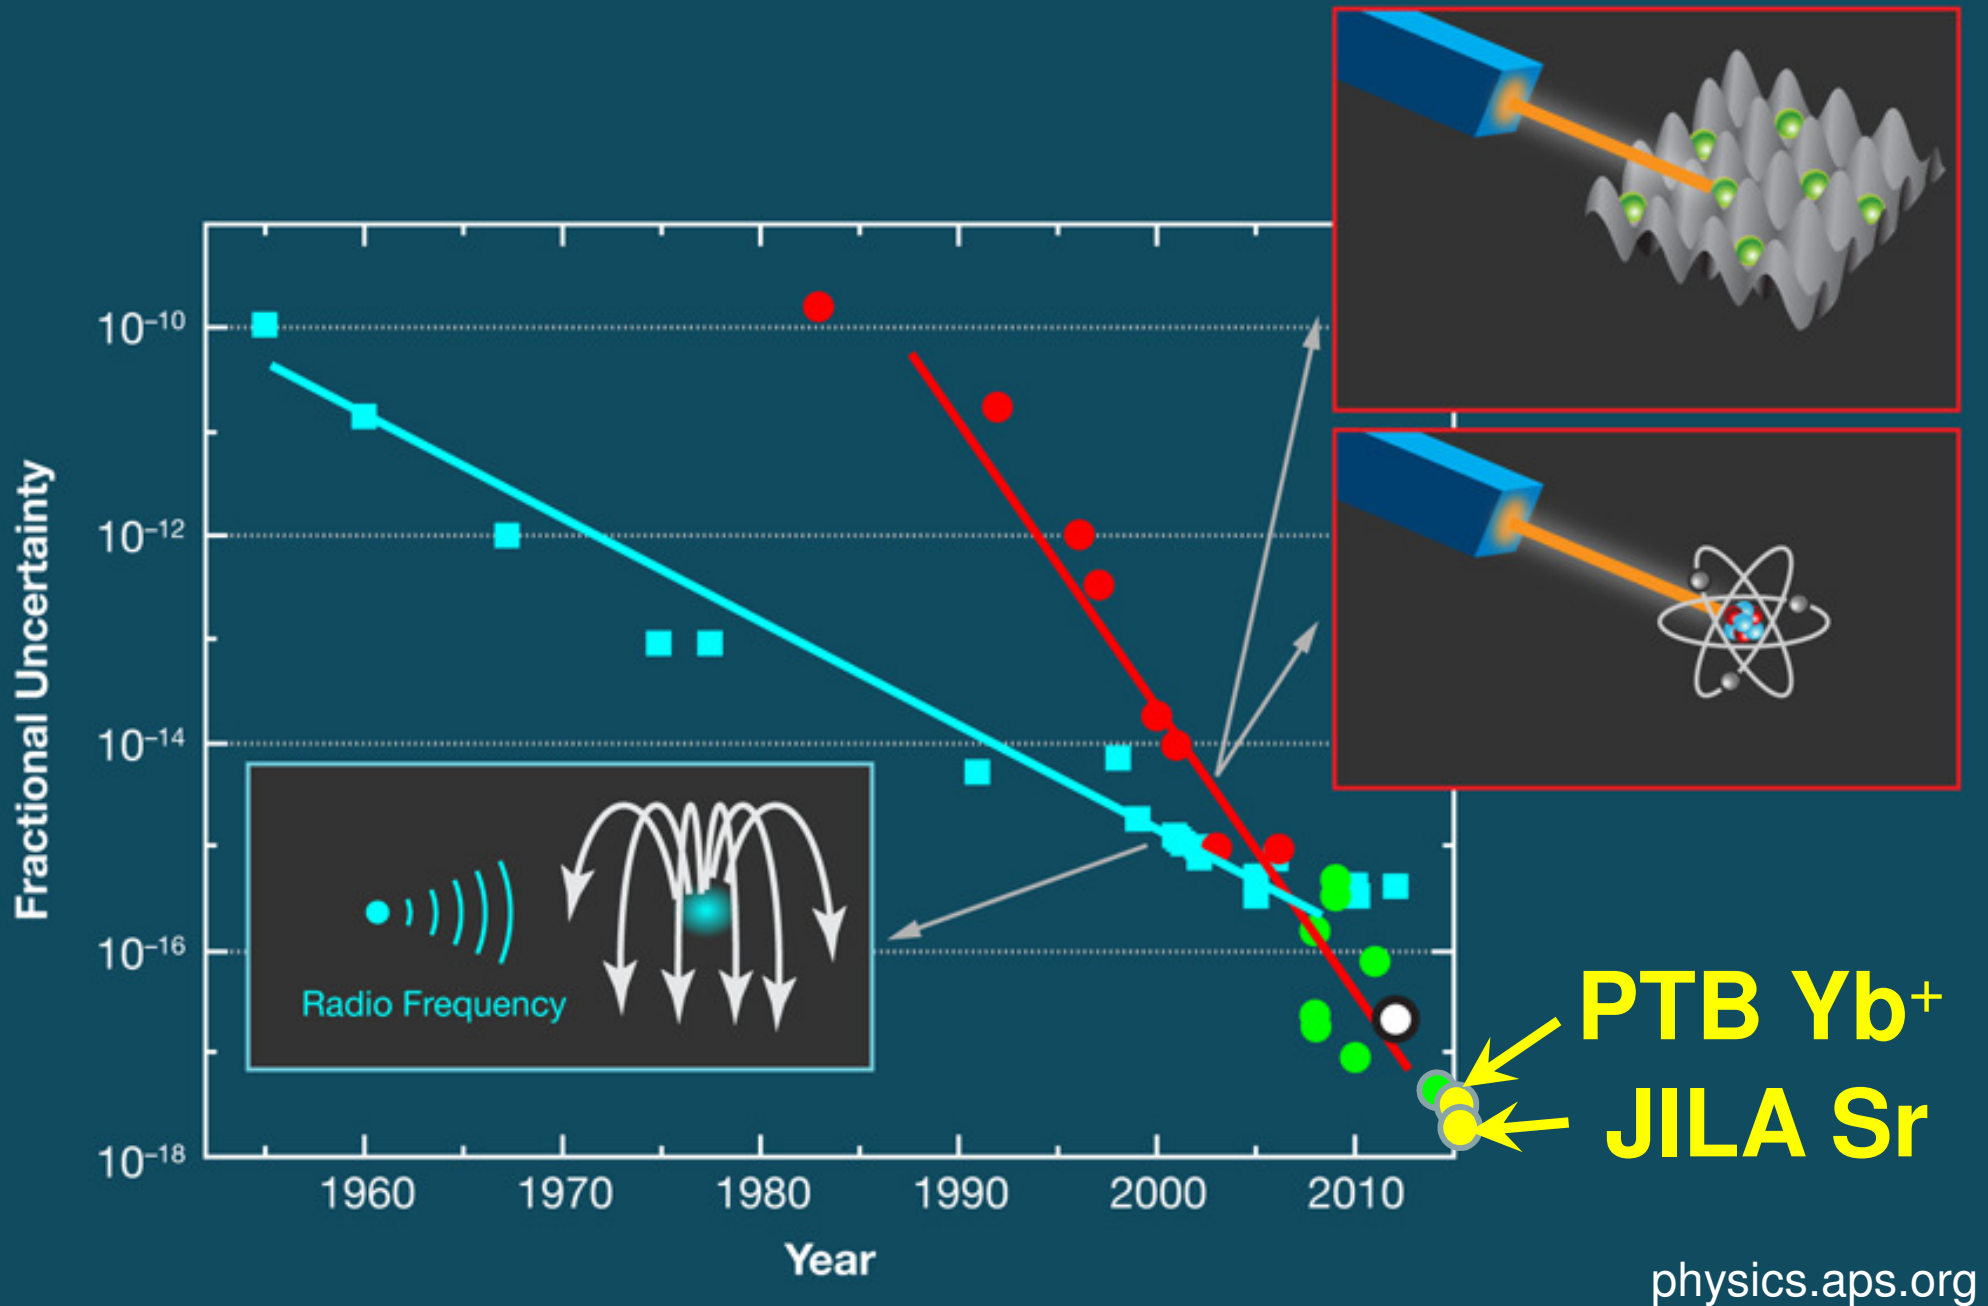 10⁻¹⁰
10⁻¹²
10⁻¹⁴
10⁻¹⁶
10⁻¹⁸
Fractional Uncertainty
Radio Frequency
1960 1970 1980 1990 2000 2010
Year
PTB Yb⁺
JILA Sr
physics.aps.org